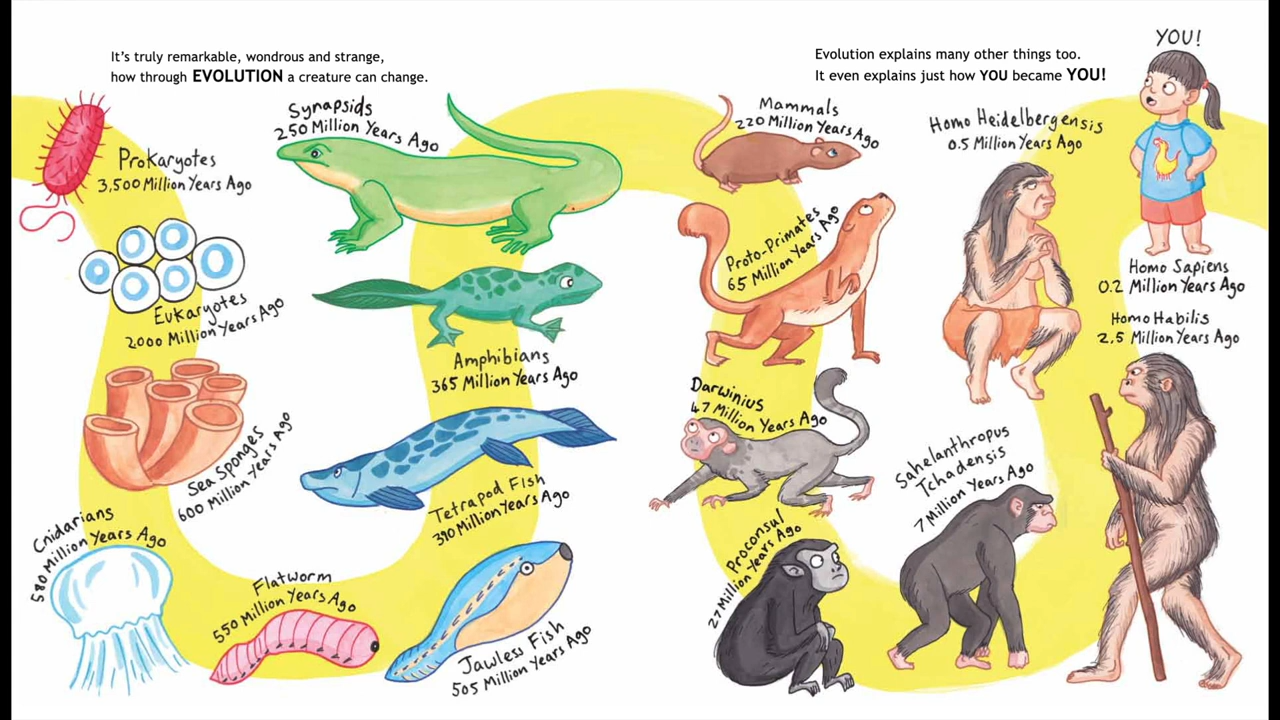 It's truly remarkable, wondrous and strange,
how through EVOLUTION a creature can change.
Prokaryotes
3,500 Million Years Ago
Eukaryotes
2000 Million Years Ago
Sea Sponges
600 Million Years Ago
Cnidarians
580 Million Years Ago
Flatworm
550 Million Years Ago
Jawless Fish
505 Million Years Ago
Tetrapod Fish
390 Million Years Ago
Amphibians
365 Million Years Ago
Synapsids
250 Million Years Ago
Evolution explains many other things too.
It even explains just how YOU became YOU!
Mammals
220 Million Years Ago
Proto-Primates
65 Million Years Ago
Darwinius
47 Million Years Ago
Proconsul
27 Million Years Ago
Sahelanthropus
Tchadensis
7 Million Years Ago
Homo Habilis
2.5 Million Years Ago
Homo Heidelbergensis
0.5 Million Years Ago
Homo Sapiens
0.2 Million Years Ago
YOU!